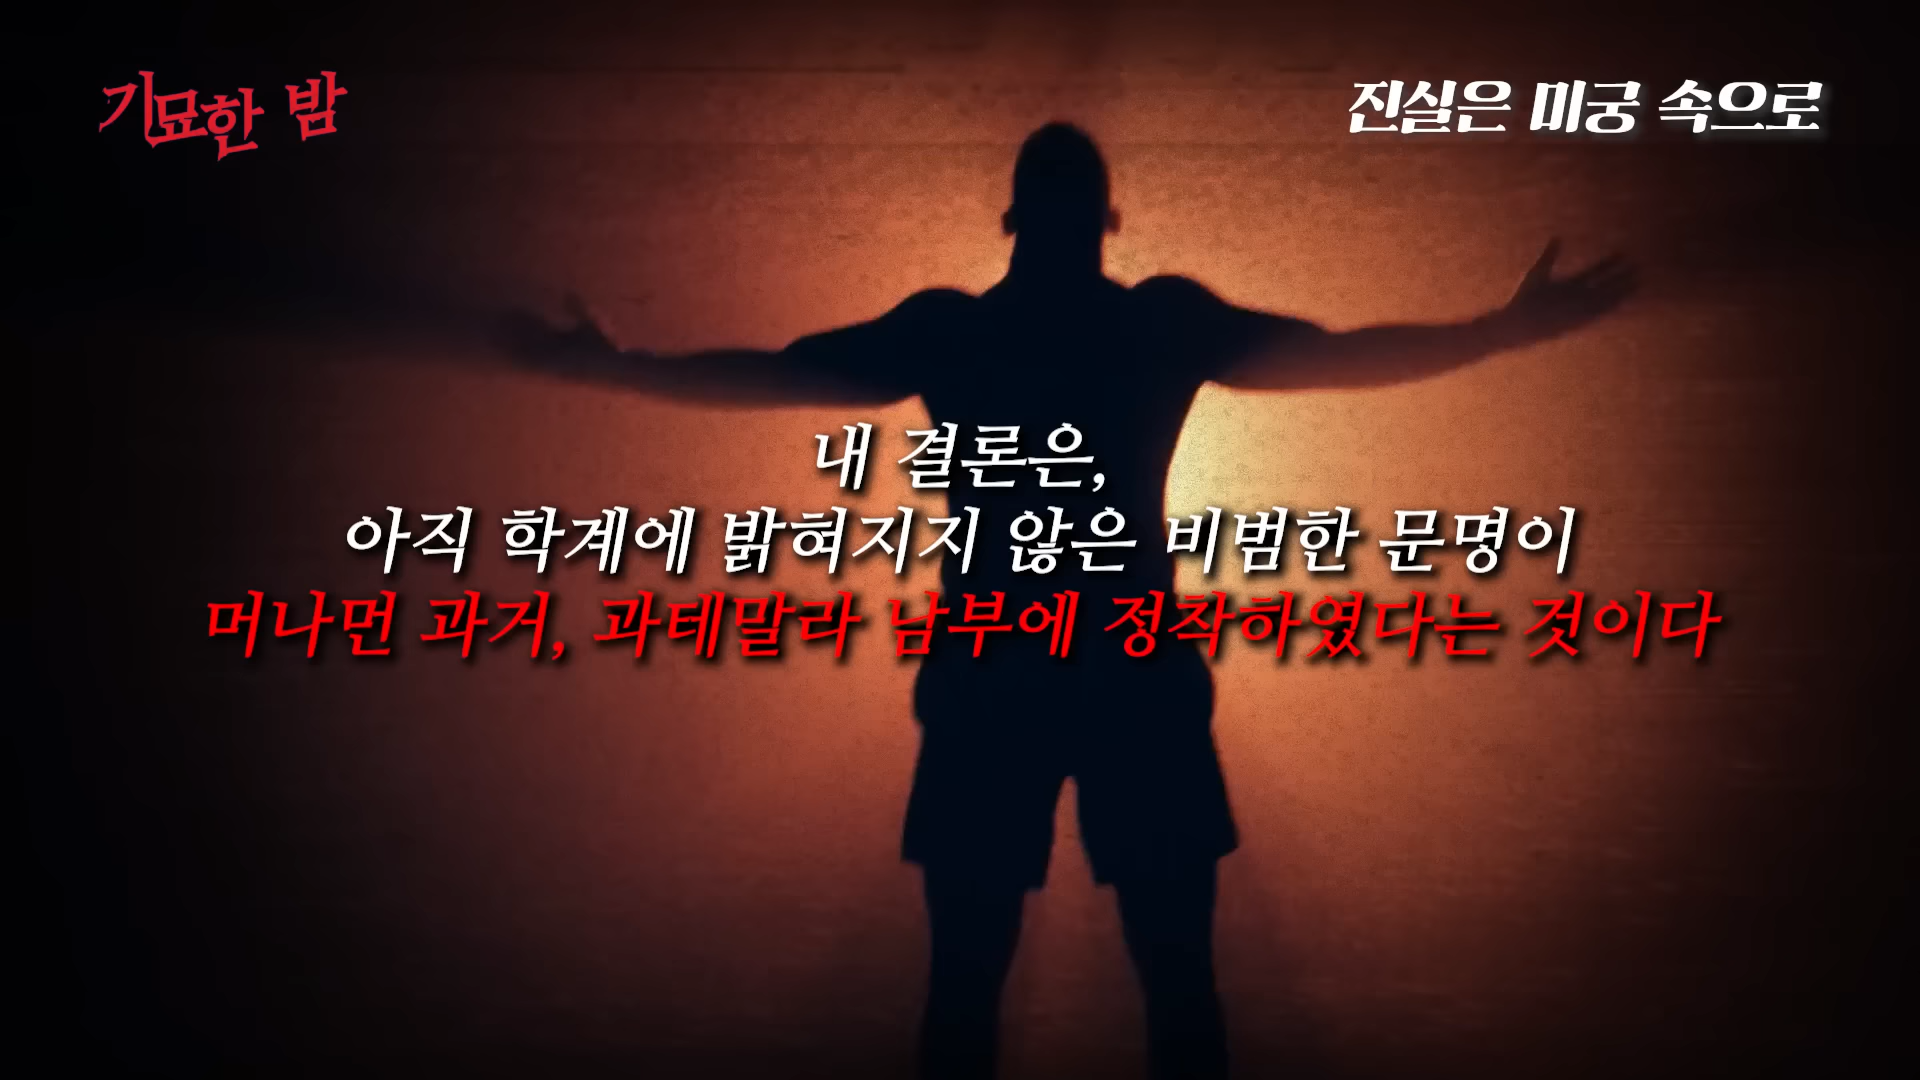 기묘한 밤
진실은 미궁 속으로
내 결론은,
아직 학계에 밝혀지지 않은 비범한 문명이
머나먼 과거, 과테말라 남부에 정착하였다는 것이다